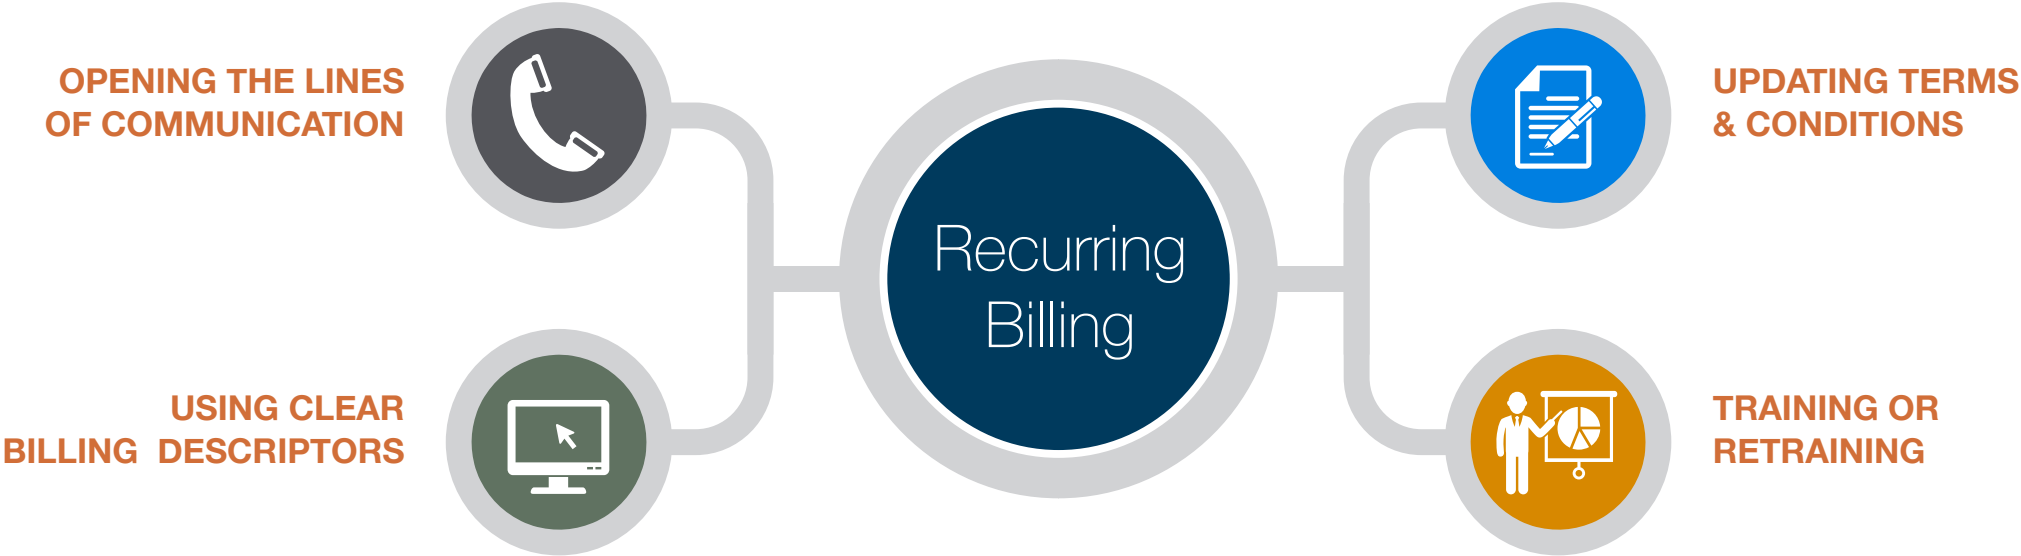 OPENING THE LINES
OF COMMUNICATION
USING CLEAR
BILLING  DESCRIPTORS
Recurring
Billing
UPDATING TERMS
& CONDITIONS
TRAINING OR
RETRAINING